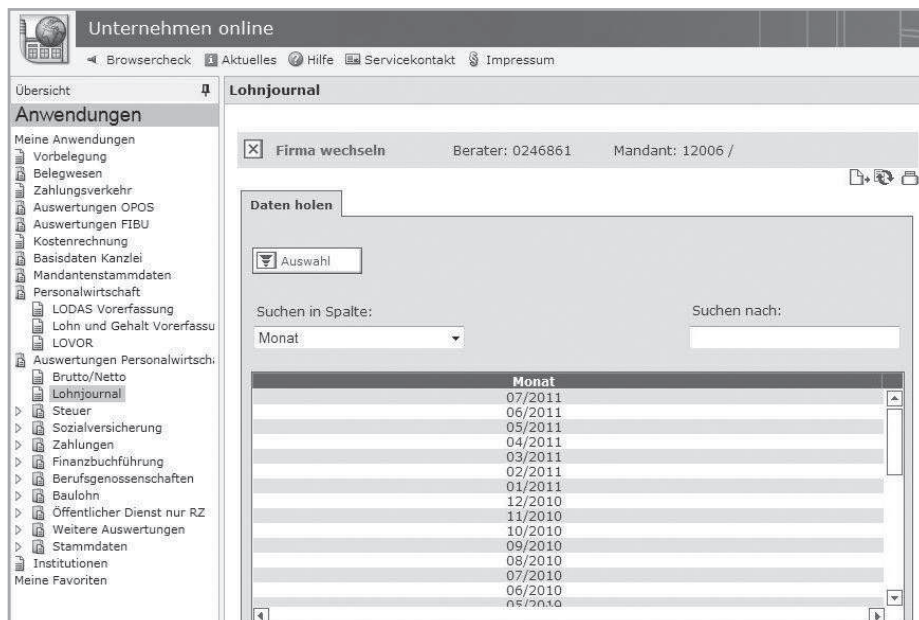 Unternehmen online
Browsercheck Aktuelles Hilfe Servicekontakt Impressum
Übersicht
Anwendungen
Meine Anwendungen
Vorbelegung
Belegwesen
Zahlungsverkehr
Auswertungen OPOS
Auswertungen FIBU
Kostenrechnung
Basisdaten Kanzlei
Mandantenstammdaten
Personalwirtschaft
LODAS Vorerfassung
Lohn und Gehalt Vorerfassu
LOVOR
Auswertungen Personalwirtsch
Brutto/Netto
Lohnjournal
Steuer
Sozialversicherung
Zahlungen
Finanzbuchführung
Berufsgenossenschaften
Baulohn
Öffentlicher Dienst nur RZ
Weitere Auswertungen
Stammdaten
Institutionen
Meine Favoriten
Lohnjournal
Firma wechseln Berater: 0246861 Mandant: 12006 /
Daten holen
Auswahl
Suchen in Spalte: Suchen nach:
Monat
Monat
07/2011
06/2011
05/2011
04/2011
03/2011
02/2011
01/2011
12/2010
11/2010
10/2010
09/2010
08/2010
07/2010
06/2010